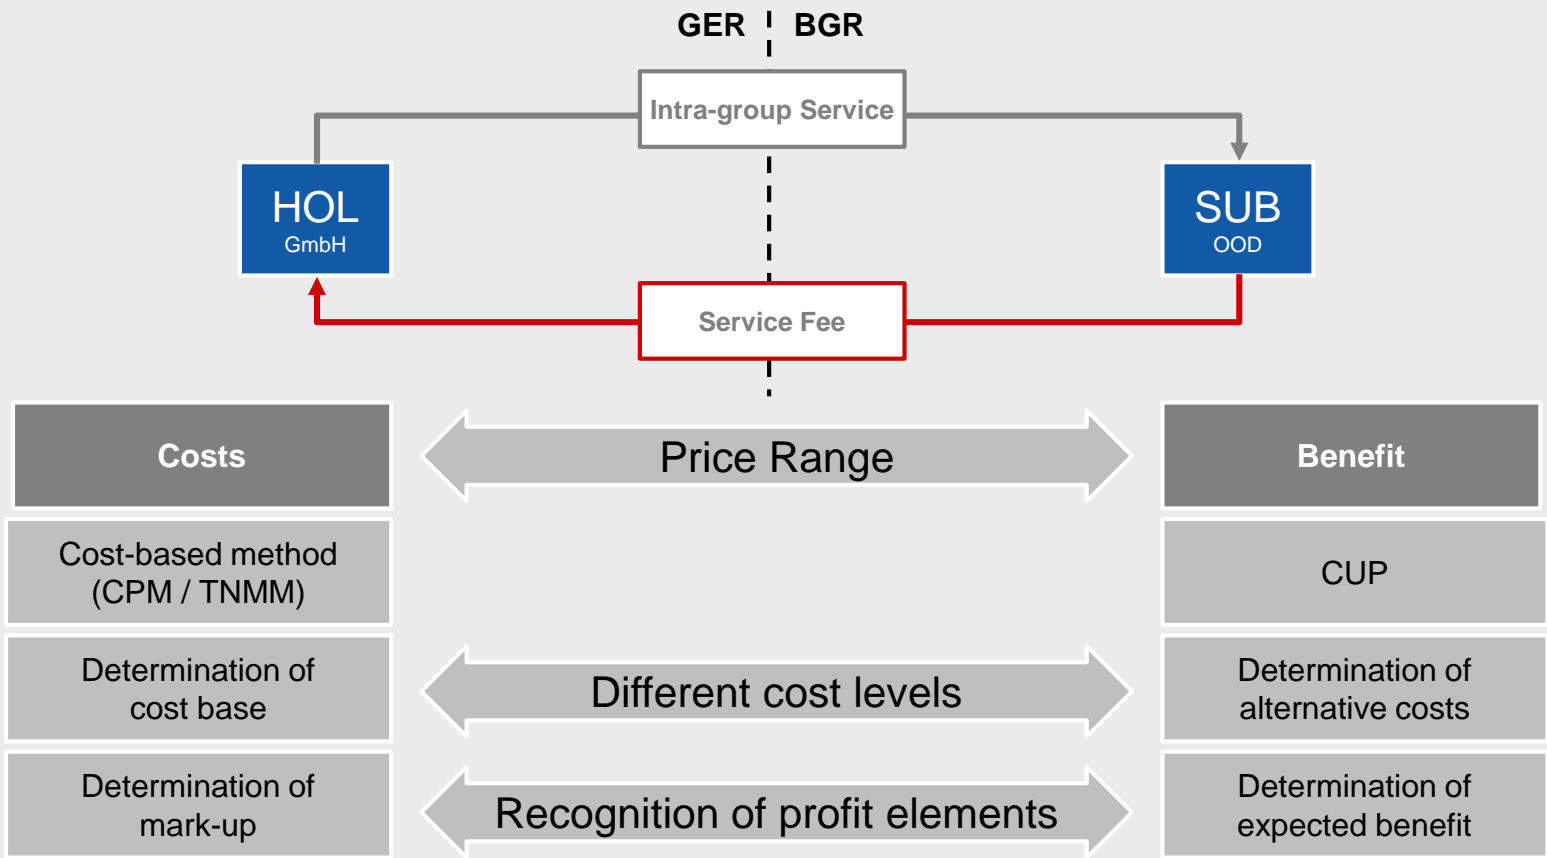 GER BGR
Intra-group Service
HOL
GmbH
SUB
OOD
Service Fee
Costs
Price Range
Benefit
Cost-based method
(CPM / TNMM)
CUP
Determination of
cost base
Different cost levels
Determination of
alternative costs
Determination of
mark-up
Recognition of profit elements
Determination of
expected benefit